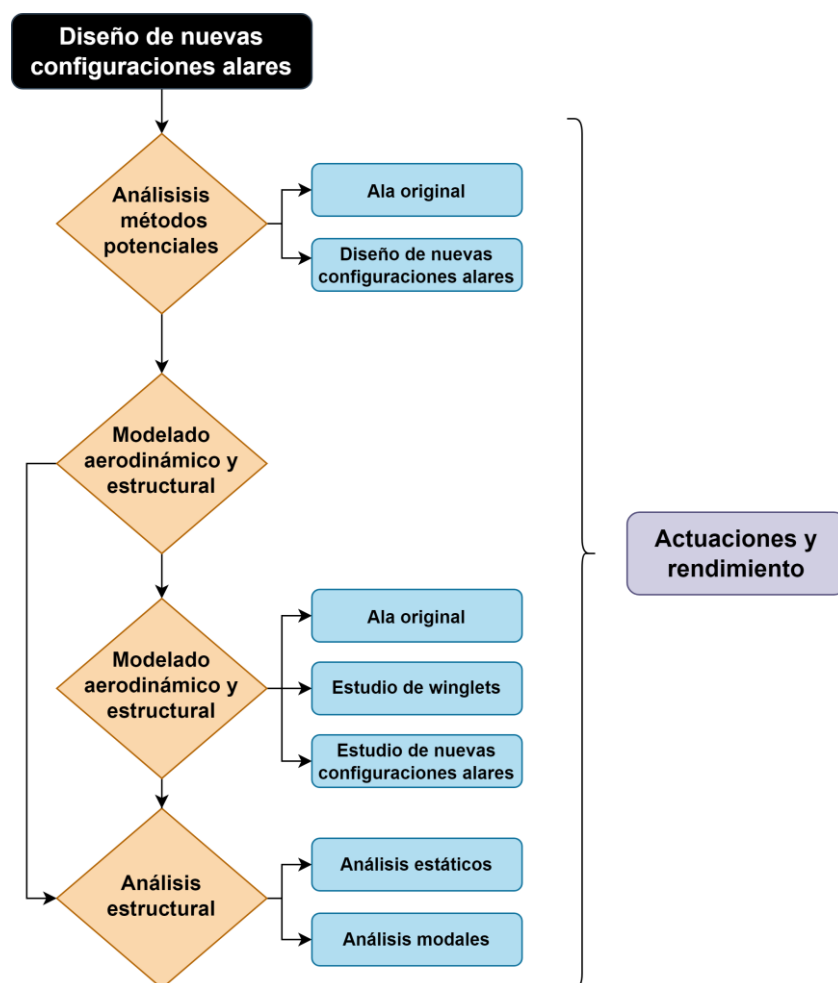 Diseño de nuevas
configuraciones alares
Análisisis
métodos
potenciales
Ala original
Diseño de nuevas
configuraciones alares
Modelado
aerodinámico y
estructural
Actuaciones y
rendimiento
Modelado
aerodinámico y
estructural
Ala original
Estudio de winglets
Estudio de nuevas
configuraciones alares
Análisis
estructural
Análisis estáticos
Análisis modales